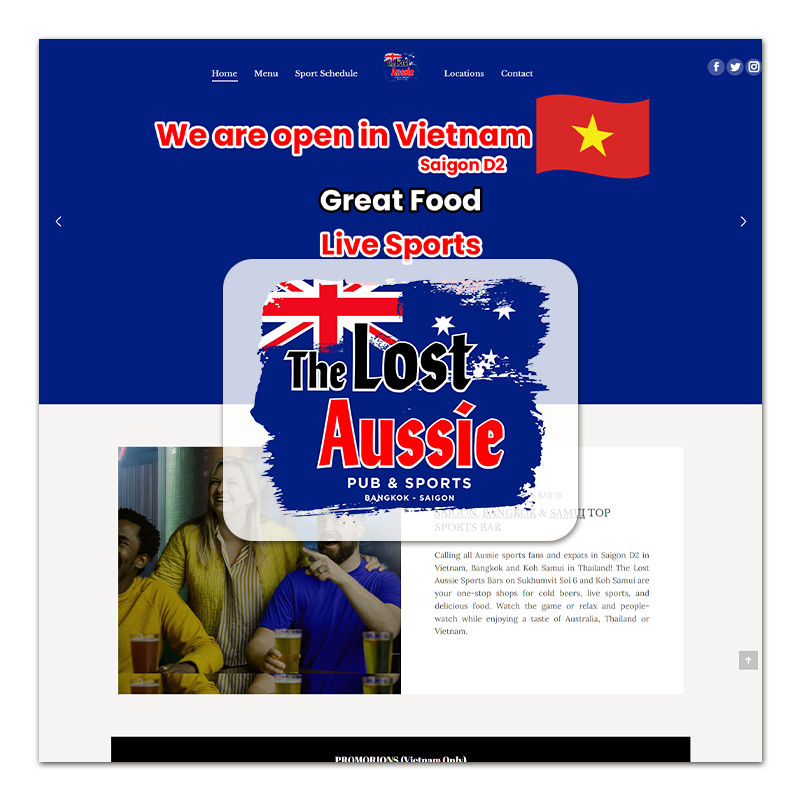 Home Menu Sport Schedule The Lost Aussie Locations Contact
We are open in Vietnam
Saigon D2
Great Food
Live Sports
The Lost
Aussie
PUB & SPORTS
BANGKOK - SAIGON
BAR IS
SAIGON, BANGKOK & SAMUI TOP
SPORTS BAR
Calling all Aussie sports fans and expats in Saigon D2 in
Vietnam, Bangkok and Koh Samui in Thailand! The Lost
Aussie Sports Bars on Sukhumvit Soi 6 and Koh Samui are
your one-stop shops for cold beers, live sports, and
delicious food. Watch the game or relax and people-
watch while enjoying a taste of Australia, Thailand or
Vietnam.
PROMORIONS (Vietnam Only)